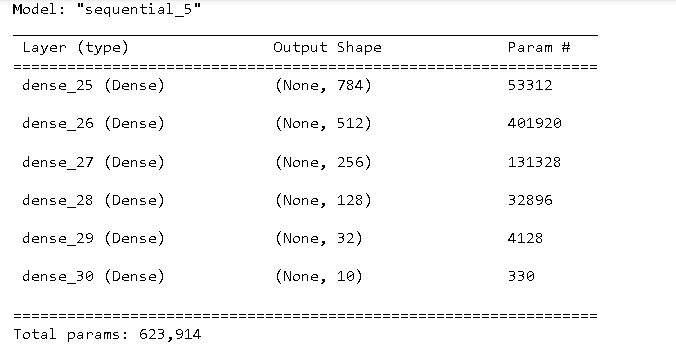 Model: "sequential_5"
Layer (type) Output Shape Param #
=================================================================
dense_25 (Dense) (None, 784) 53312
dense_26 (Dense) (None, 512) 401920
dense_27 (Dense) (None, 256) 131328
dense_28 (Dense) (None, 128) 32896
dense_29 (Dense) (None, 32) 4128
dense_30 (Dense) (None, 10) 330
=================================================================
Total params: 623,914